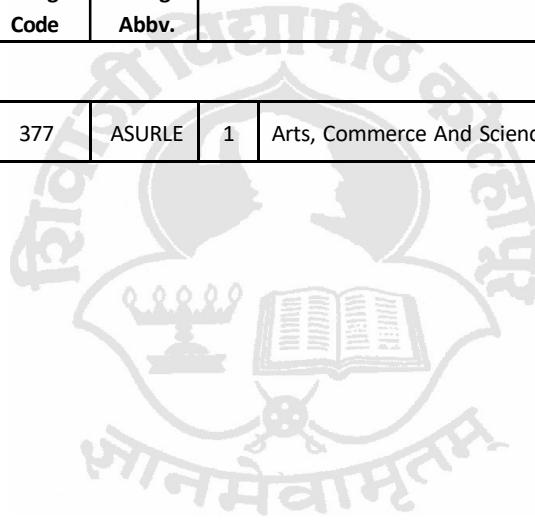 Code Abbv.
शिवाजी विद्यापीठ कोल्हापूर
377 ASURLE 1 Arts, Commerce And Scienc
ज्ञानमेवामृतम्